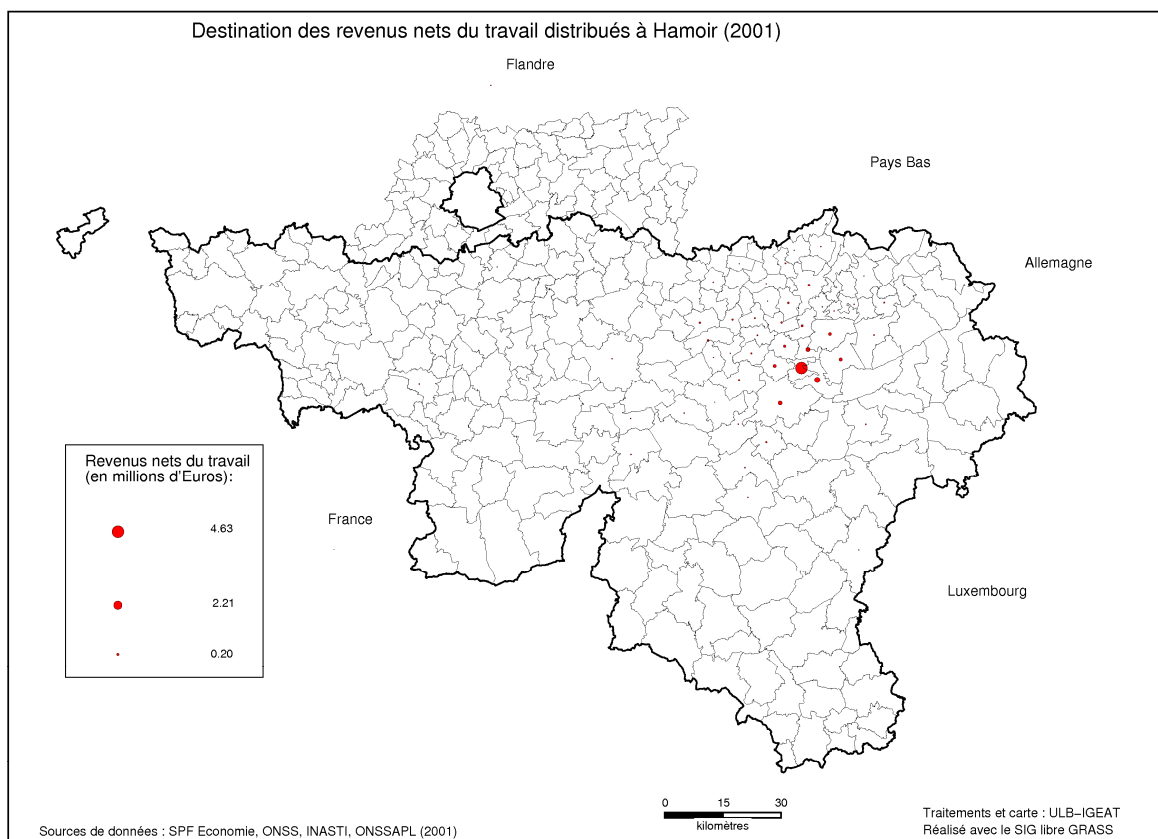 Destination des revenus nets du travail distribués à Hamoir (2001)
Flandre
Pays Bas
Allemagne
Revenus nets du travail
(en millions d'Euros):
4.63
France
2.21
Luxembourg
0.20
0 15 30
kilomètres
Traitements et carte : ULB-IGEAT
Sources de données : SPF Economie, ONSS, INASTI, ONSSAPL (2001)
Réalisé avec le SIG libre GRASS